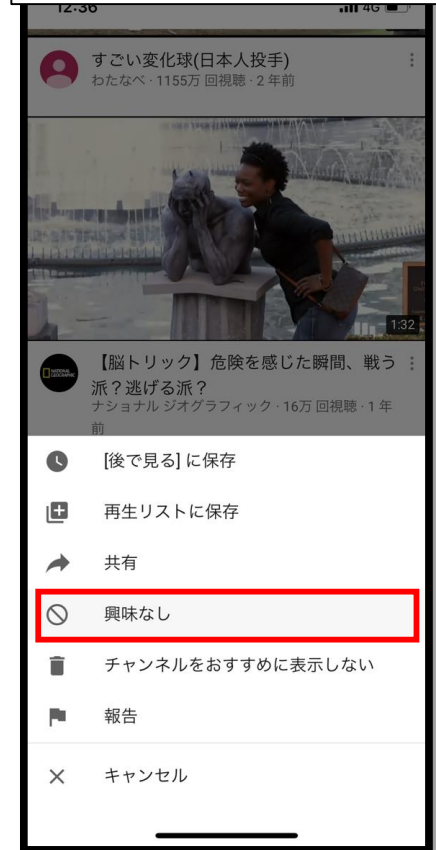 12:36
4G
すごい変化球(日本人投手)
わたなべ · 1155万 回視聴 · 2 年前
1:32
NATIONAL GEOGRAPHIC
【脳トリック】危険を感じた瞬間、戦う
派？逃げる派？
ナショナル ジオグラフィック · 16万 回視聴 · 1 年
前
[後で見る] に保存
再生リストに保存
共有
興味なし
チャンネルをおすすめに表示しない
報告
キャンセル